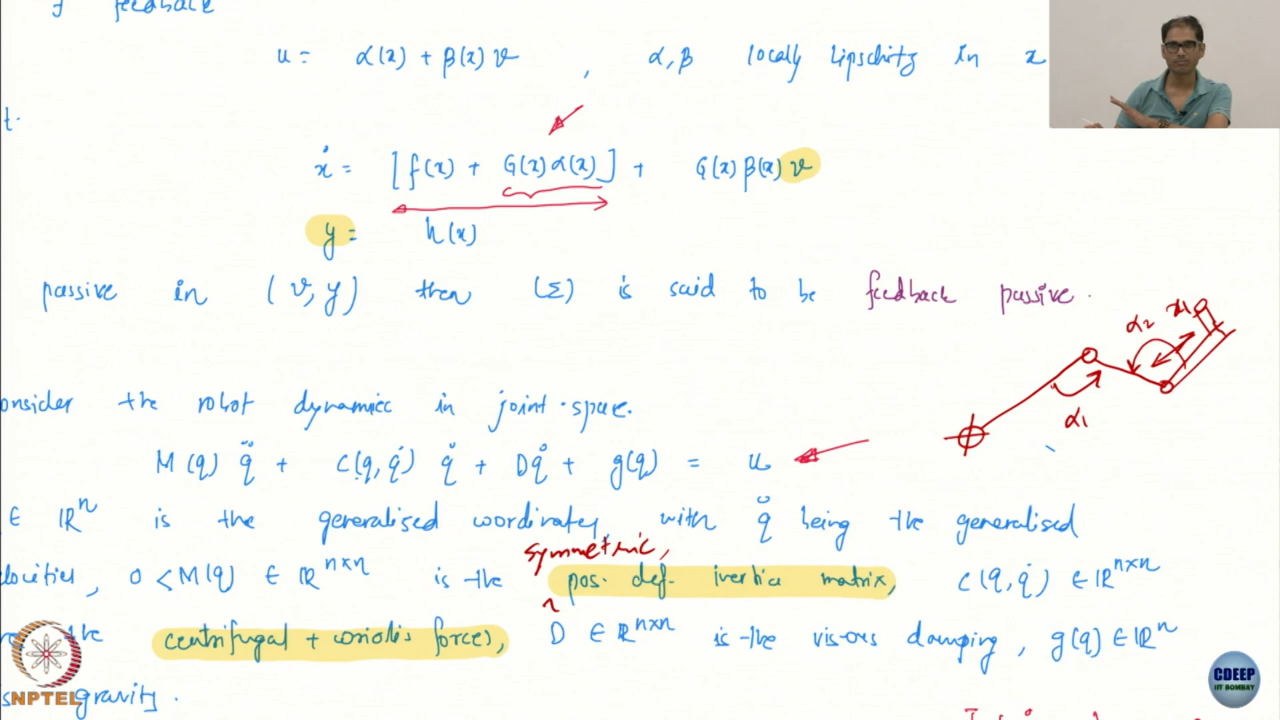 f feedback
u = α(x) + β(x) v , α, β locally lipschitz in x
t.
ẋ = [f(x) + G(x)α(x)] + G(x)β(x)v
y = h(x)
passive in (v, y) then (Σ) is said to be feedback passive.
α2 x1
α1
onsider the robot dynamics in joint-space.
M(q) q̈ + C(q, q̇) q̇ + Dq̇ + g(q) = u
∈ ℝⁿ is the generalised coordinates, with q̇ being the generalised
symmetric,
elocities, 0 < M(q) ∈ ℝⁿˣⁿ is the pos. def. inertia matrix, C(q, q̇) ∈ ℝⁿˣⁿ
the centrifugal + coriolis forces, D ∈ ℝⁿˣⁿ is the viscous damping, g(q) ∈ ℝⁿ
s gravity.
NPTEL
CDEEP
IIT BOMBAY